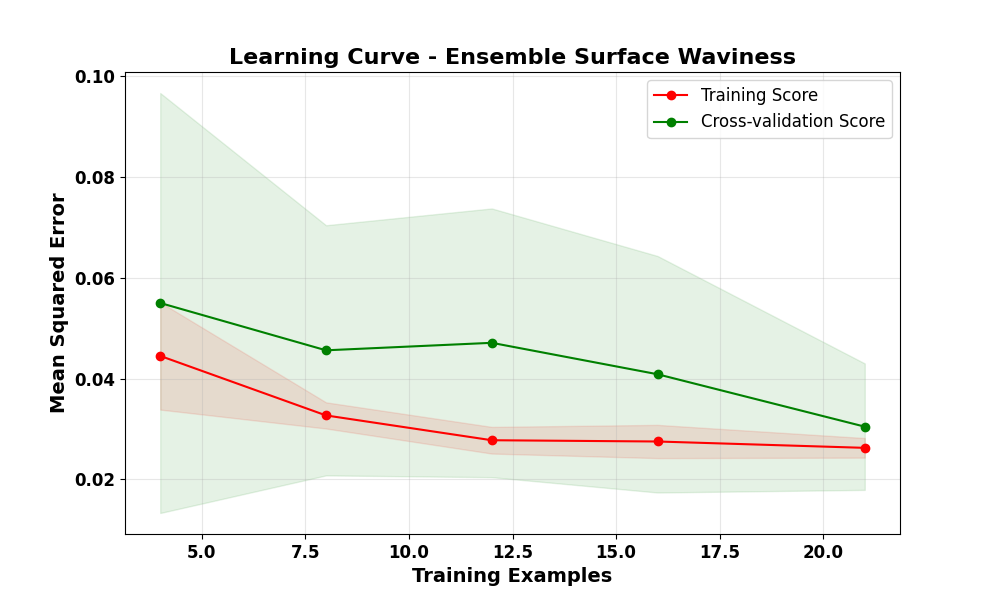 Learning Curve - Ensemble Surface Waviness
Training Score
Cross-validation Score
Mean Squared Error
0.10
0.08
0.06
0.04
0.02
5.0 7.5 10.0 12.5 15.0 17.5 20.0
Training Examples